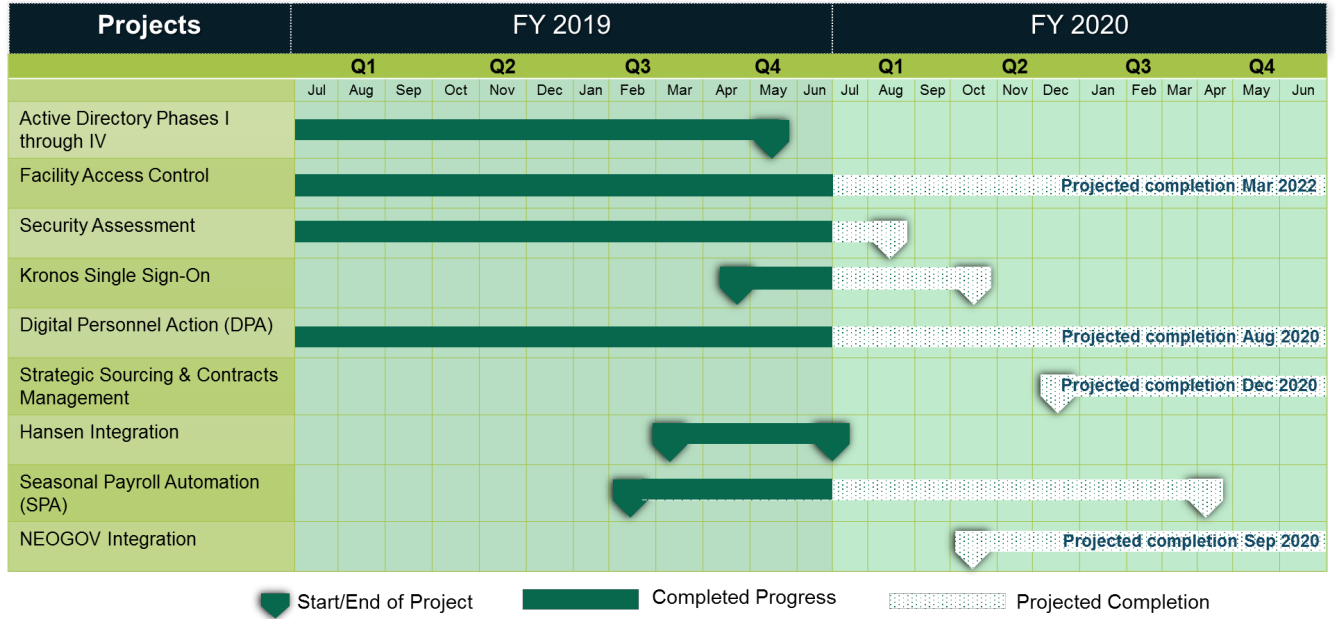 Projects FY 2019 FY 2020
Q1 Q2 Q3 Q4 Q1 Q2 Q3 Q4
Jul Aug Sep Oct Nov Dec Jan Feb Mar Apr May Jun Jul Aug Sep Oct Nov Dec Jan Feb Mar Apr May Jun
Active Directory Phases I
through IV
Facility Access Control
Projected completion Mar 2022
Security Assessment
Kronos Single Sign-On
Digital Personnel Action (DPA)
Projected completion Aug 2020
Strategic Sourcing & Contracts
Management
Projected completion Dec 2020
Hansen Integration
Seasonal Payroll Automation
(SPA)
NEOGOV Integration
Projected completion Sep 2020
Start/End of Project Completed Progress Projected Completion